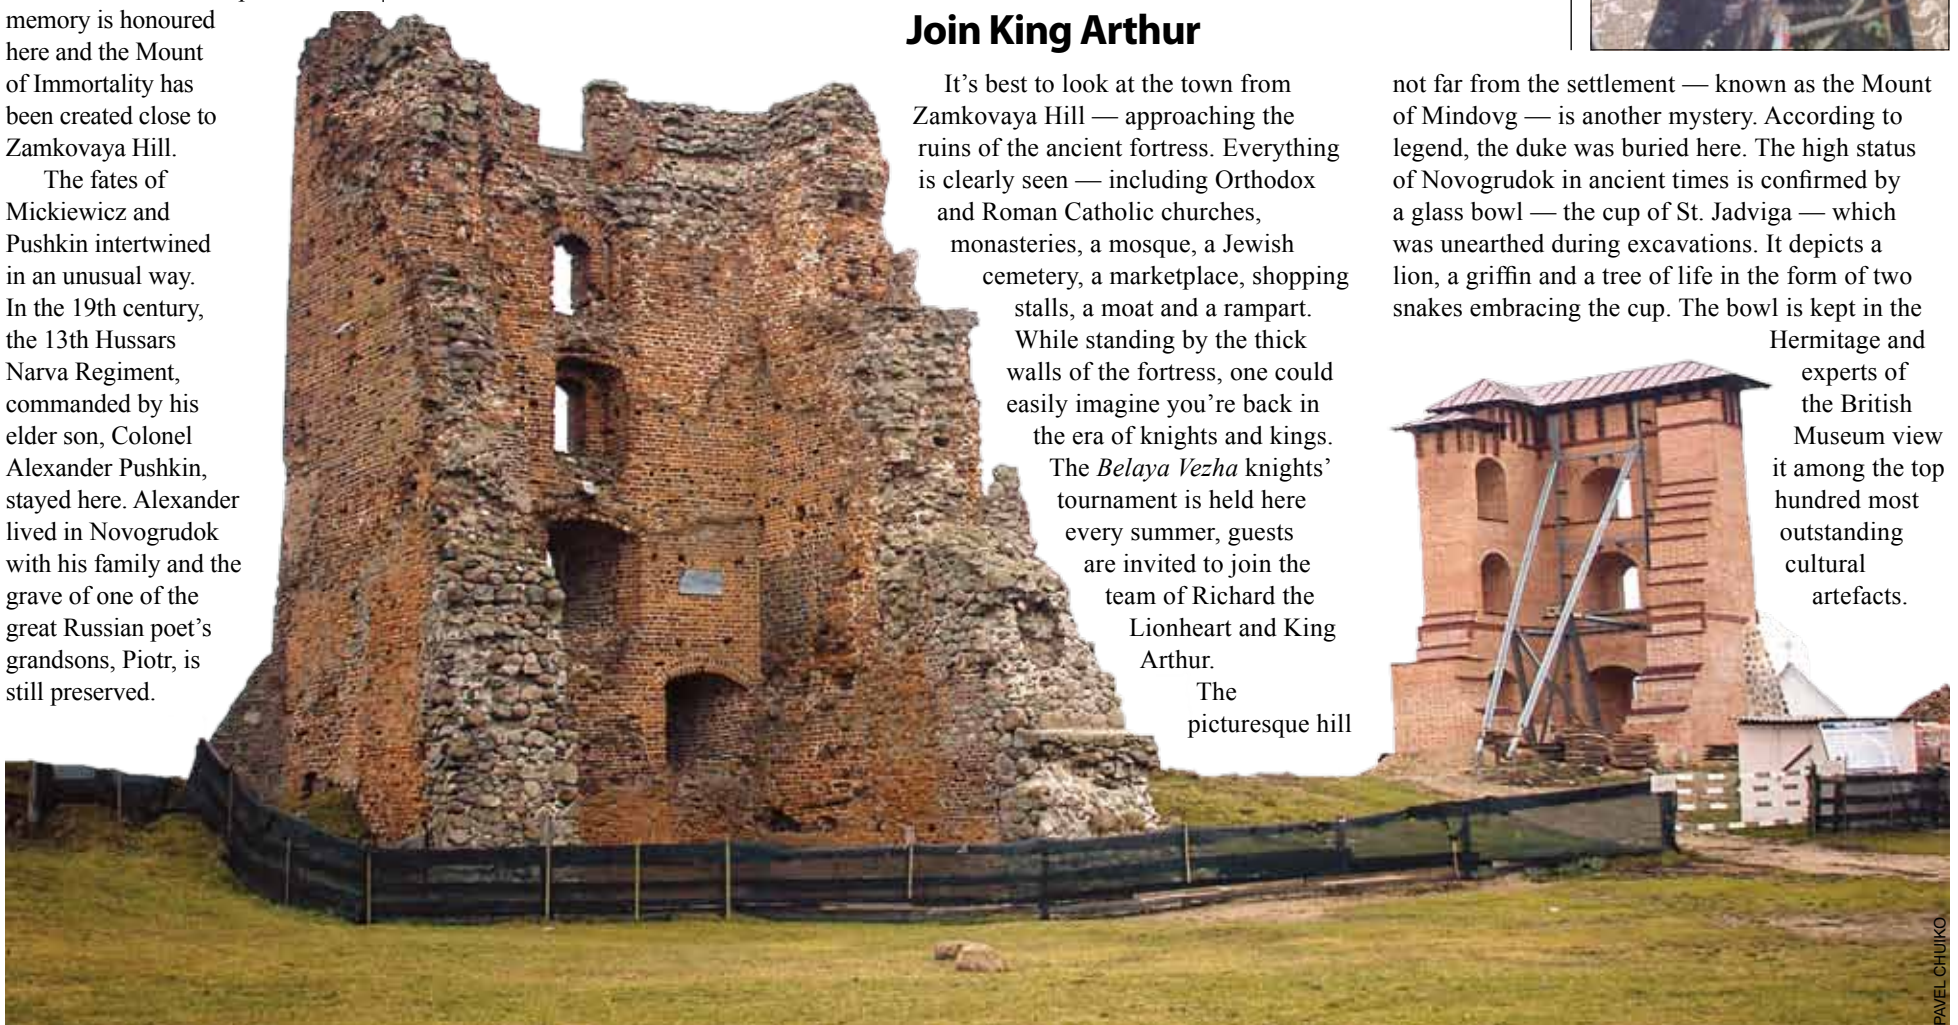 memory is honoured
here and the Mount
of Immortality has
been created close to
Zamkovaya Hill.
The fates of
Mickiewicz and
Pushkin intertwined
in an unusual way.
In the 19th century,
the 13th Hussars
Narva Regiment,
commanded by his
elder son, Colonel
Alexander Pushkin,
stayed here. Alexander
lived in Novogrudok
with his family and the
grave of one of the
great Russian poet's
grandsons, Piotr, is
still preserved.
Join King Arthur
It's best to look at the town from
Zamkovaya Hill — approaching the
ruins of the ancient fortress. Everything
is clearly seen — including Orthodox
and Roman Catholic churches,
monasteries, a mosque, a Jewish
cemetery, a marketplace, shopping
stalls, a moat and a rampart.
While standing by the thick
walls of the fortress, one could
easily imagine you're back in
the era of knights and kings.
The Belaya Vezha knights'
tournament is held here
every summer, guests
are invited to join the
team of Richard the
Lionheart and King
Arthur.
The
picturesque hill
not far from the settlement — known as the Mount
of Mindovg — is another mystery. According to
legend, the duke was buried here. The high status
of Novogrudok in ancient times is confirmed by
a glass bowl — the cup of St. Jadviga — which
was unearthed during excavations. It depicts a
lion, a griffin and a tree of life in the form of two
snakes embracing the cup. The bowl is kept in the
Hermitage and
experts of
the British
Museum view
it among the top
hundred most
outstanding
cultural
artefacts.
PAVEL CHUIKO